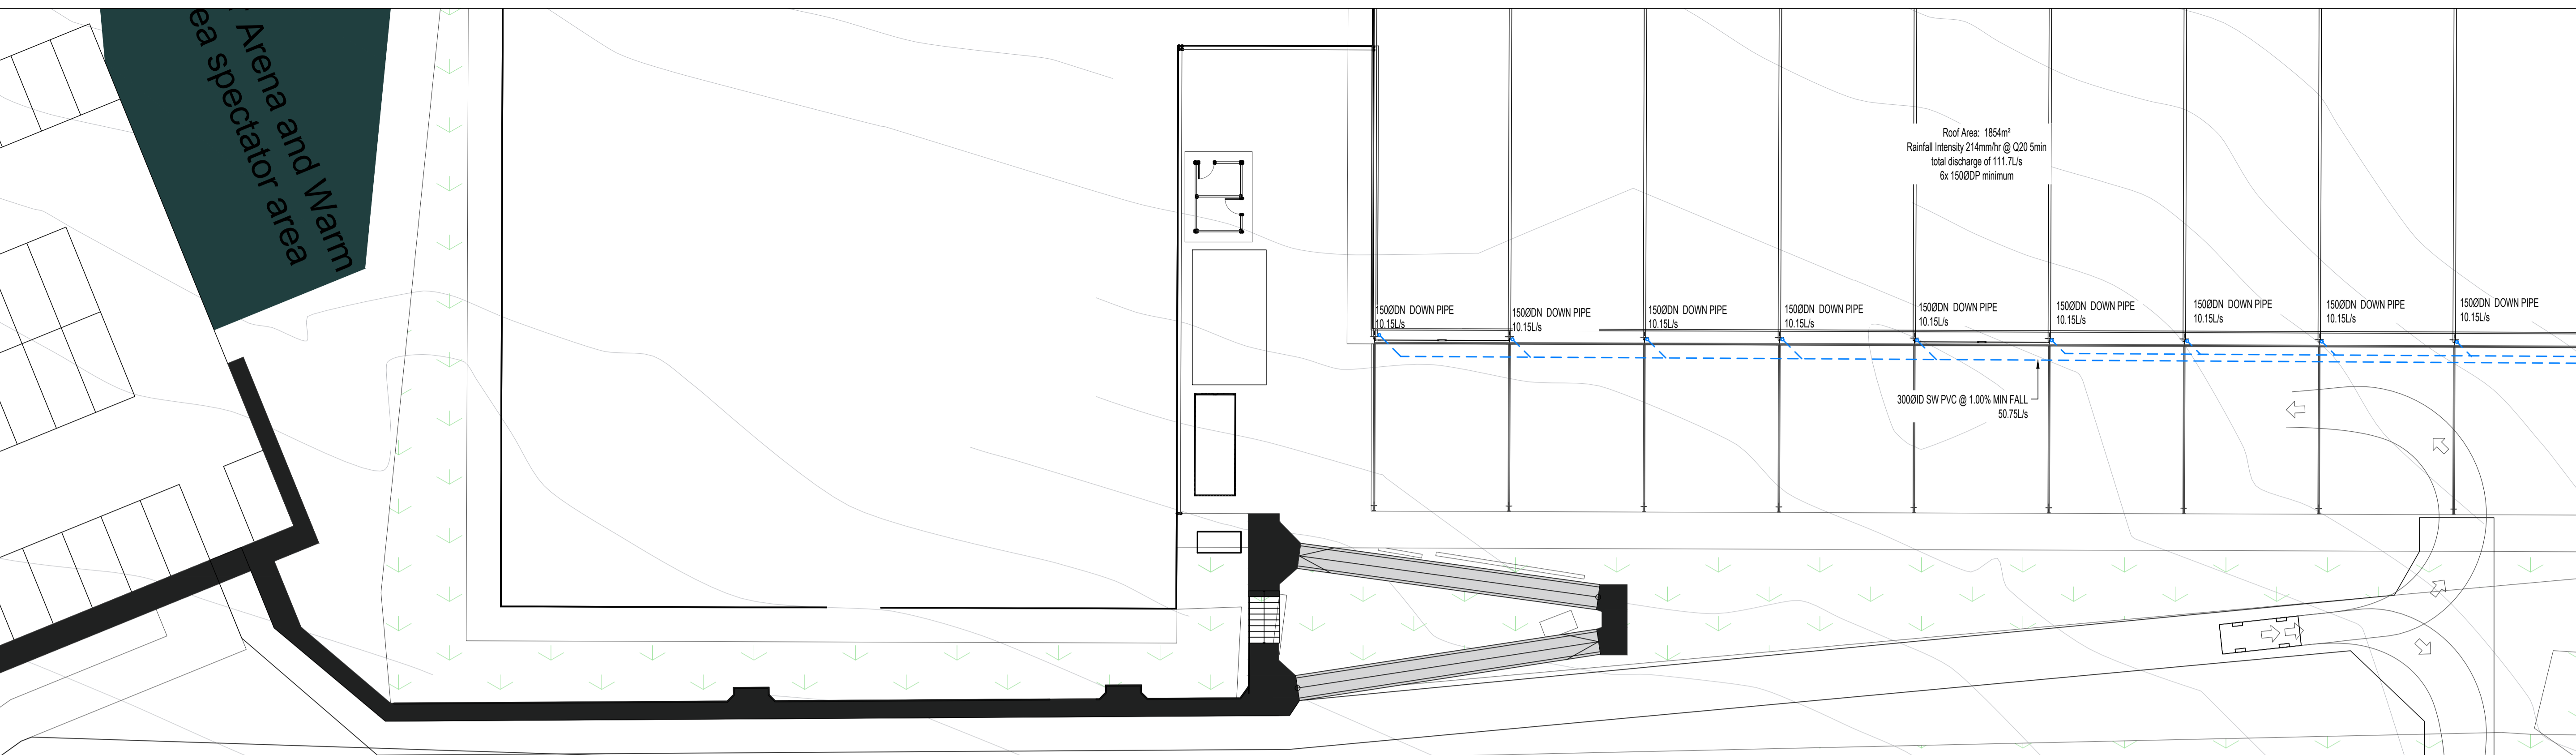 Arena and Warm
ea spectator area
Roof Area: 1854m²
Rainfall Intensity 214mm/hr @ Q20 5min
total discharge of 111.7L/s
6x 150ØDP minimum
150ØDN DOWN PIPE
10.15L/s
150ØDN DOWN PIPE
10.15L/s
150ØDN DOWN PIPE
10.15L/s
150ØDN DOWN PIPE
10.15L/s
150ØDN DOWN PIPE
10.15L/s
150ØDN DOWN PIPE
10.15L/s
150ØDN DOWN PIPE
10.15L/s
150ØDN DOWN PIPE
10.15L/s
150ØDN DOWN PIPE
10.15L/s
300ØID SW PVC @ 1.00% MIN FALL
50.75L/s